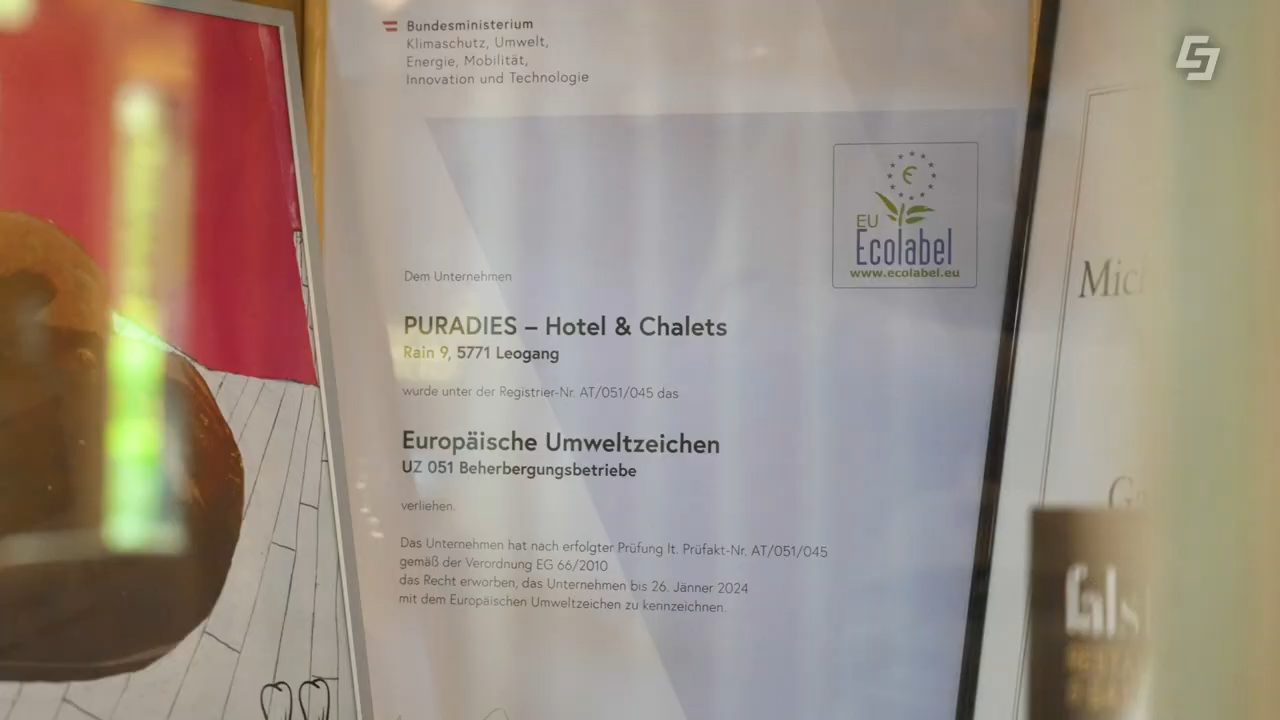 Bundesministerium
Klimaschutz, Umwelt,
Energie, Mobilität,
Innovation und Technologie
EU
Ecolabel
www.ecolabel.eu
Dem Unternehmen
PURADIES – Hotel & Chalets
Rain 9, 5771 Leogang
wurde unter der Registrier-Nr. AT/051/045 das
Europäische Umweltzeichen
UZ 051 Beherbergungsbetriebe
verliehen.
Das Unternehmen hat nach erfolgter Prüfung lt. Prüfakt-Nr. AT/051/045
gemäß der Verordnung EG 66/2010
das Recht erworben, das Unternehmen bis 26. Jänner 2024
mit dem Europäischen Umweltzeichen zu kennzeichnen.